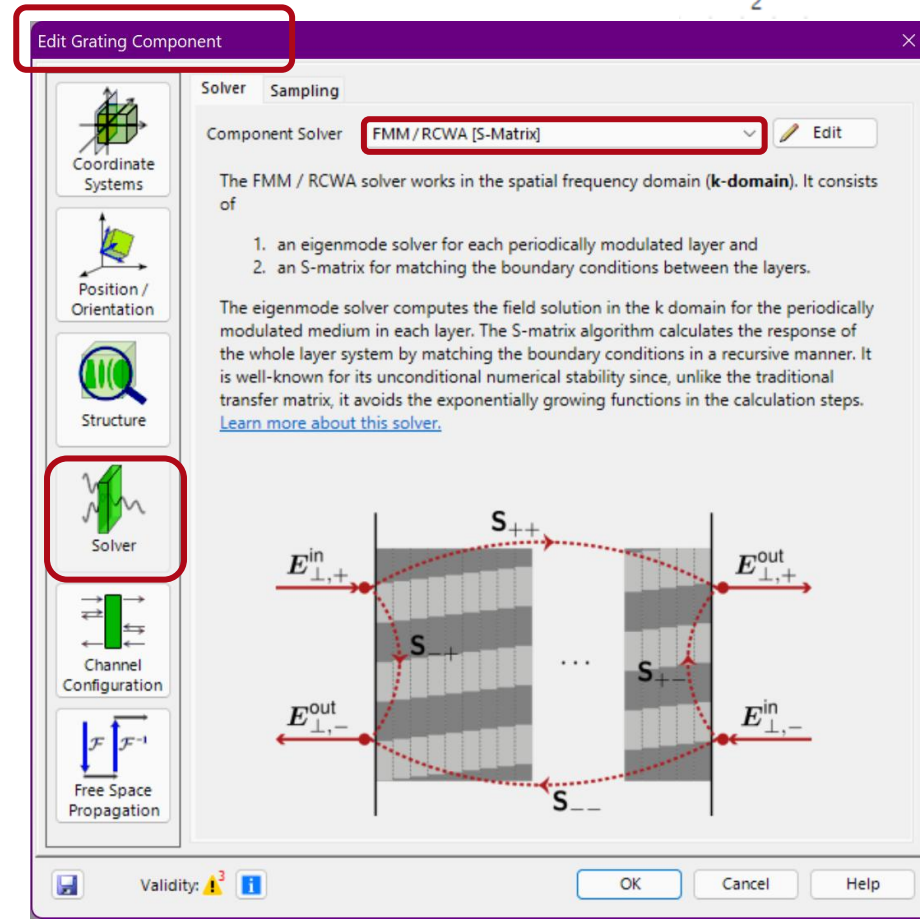 2
Edit Grating Component
Solver Sampling
Component Solver FMM / RCWA [S-Matrix] Edit
The FMM / RCWA solver works in the spatial frequency domain (k-domain). It consists
of
1. an eigenmode solver for each periodically modulated layer and
2. an S-matrix for matching the boundary conditions between the layers.
The eigenmode solver computes the field solution in the k domain for the periodically
modulated medium in each layer. The S-matrix algorithm calculates the response of
the whole layer system by matching the boundary conditions in a recursive manner. It
is well-known for its unconditional numerical stability since, unlike the traditional
transfer matrix, it avoids the exponentially growing functions in the calculation steps.
Learn more about this solver.
Coordinate
Systems
Position /
Orientation
Structure
Solver
Channel
Configuration
F F⁻¹
Free Space
Propagation
S++
E in ⊥,+
E out ⊥,+
S−+
...
S+−
E out ⊥,−
E in ⊥,−
S−−
Validity: 3
OK Cancel Help